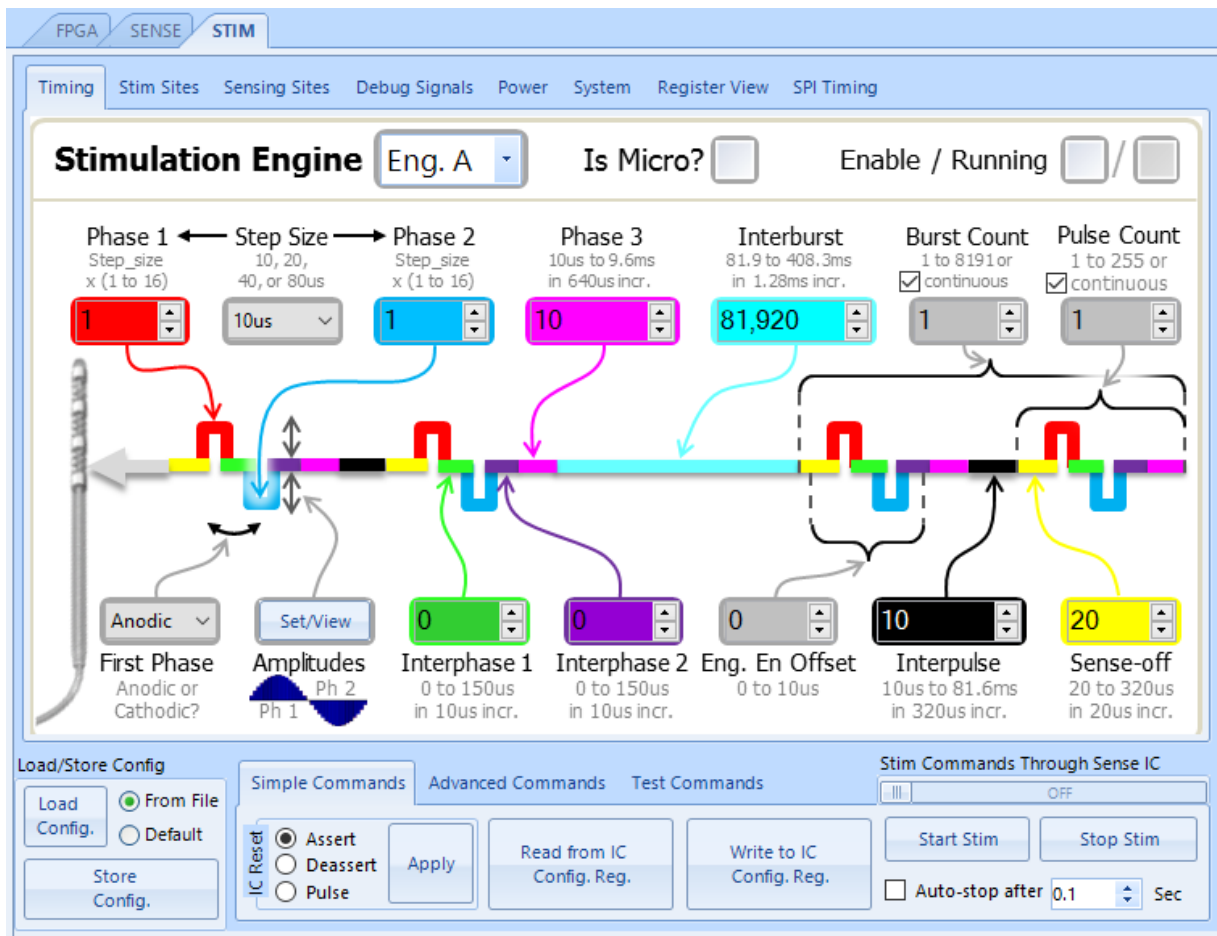 FPGA SENSE STIM
Timing Stim Sites Sensing Sites Debug Signals Power System Register View SPI Timing
Stimulation Engine Eng. A Is Micro? Enable / Running /
Phase 1 Step Size Phase 2 Phase 3 Interburst Burst Count Pulse Count
Step_size 10, 20, Step_size 10us to 9.6ms 81.9 to 408.3ms 1 to 8191 or 1 to 255 or
x (1 to 16) 40, or 80us x (1 to 16) in 640us incr. in 1.28ms incr. continuous continuous
1 10us 1 10 81,920 1 1
Anodic Set/View 0 0 0 10 20
First Phase Amplitudes Interphase 1 Interphase 2 Eng. En Offset Interpulse Sense-off
Anodic or Ph 2 0 to 150us 0 to 150us 0 to 10us 10us to 81.6ms 20 to 320us
Cathodic? Ph 1 in 10us incr. in 10us incr. in 320us incr. in 20us incr.
Load/Store Config
Load
Config.
From File
Default
Store
Config.
Simple Commands Advanced Commands Test Commands
IC Reset
Assert
Deassert
Pulse
Apply
Read from IC
Config. Reg.
Write to IC
Config. Reg.
Stim Commands Through Sense IC
OFF
Start Stim Stop Stim
Auto-stop after 0.1 Sec